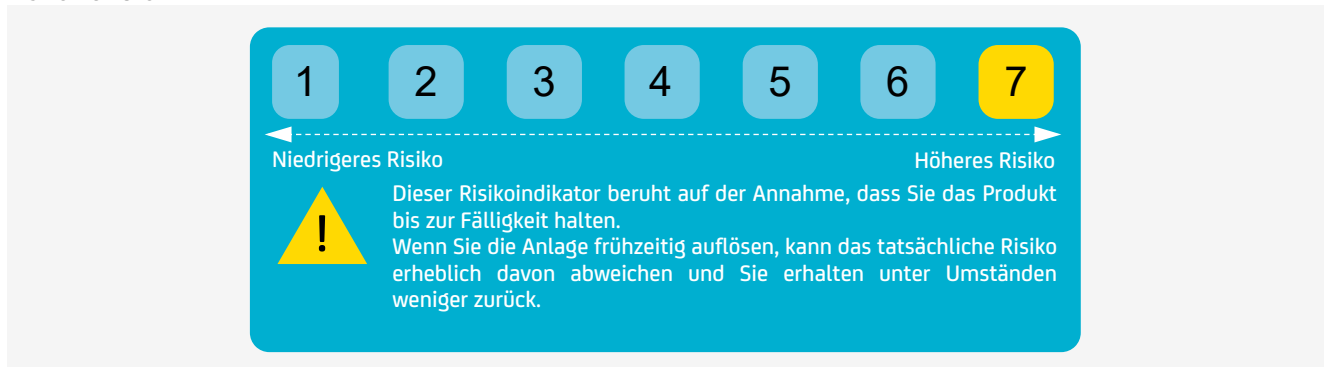 1 2 3 4 5 6 7
Niedrigeres Risiko Höheres Risiko
! Dieser Risikoindikator beruht auf der Annahme, dass Sie das Produkt
bis zur Fälligkeit halten.
Wenn Sie die Anlage frühzeitig auflösen, kann das tatsächliche Risiko
erheblich davon abweichen und Sie erhalten unter Umständen
weniger zurück.